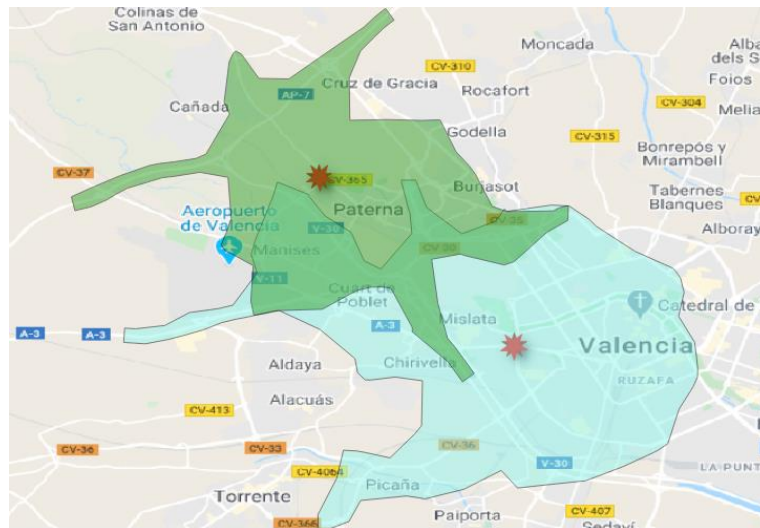 Colinas de
San Antonio
Moncada
CV-310
Cruz de Gracia
Rocafort
AP-7
Cañada
CV-304
Foios
Godella
CV-315
Bonrepós y
Mirambell
CV-37
CV-365
Burjasot
Tabernes
Blanques
Aeropuerto
de Valencia
Paterna
CV-35
Alboray
V-30
Manises
CV-30
V-11
Cuart de
Poblet
Catedral de
Mislata
A-3
A-3
A-3
Valencia
Aldaya
Chirivella
RUZAFA
Alacuás
CV-413
CV-36
CV-33
CV-36
V-30
CV-4064
Picaña
LA PUNT
Torrente
Paiporta
CV-407
CV-366
Sedaví